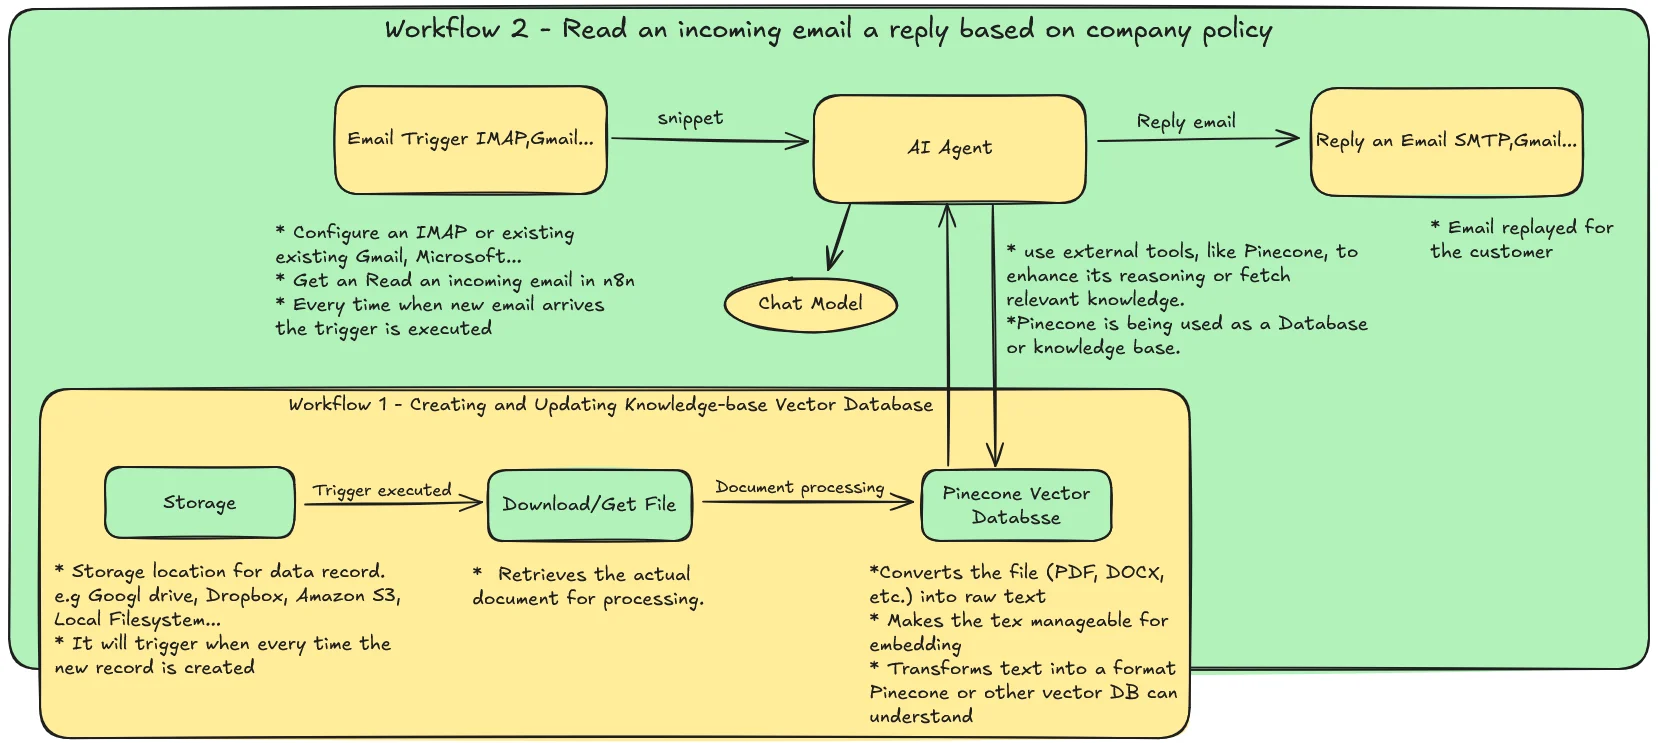 Workflow 2 - Read an incoming email a reply based on company policy
Email Trigger IMAP,Gmail...
snippet
AI Agent
Reply email
Reply an Email SMTP,Gmail...
* Configure an IMAP or existing
existing Gmail, Microsoft...
* Get an Read an incoming email in n8n
* Every time when new email arrives
the trigger is executed
Chat Model
* use external tools, like Pinecone, to
enhance its reasoning or fetch
relevant knowledge.
*Pinecone is being used as a Database
or knowledge base.
* Email replayed for
the customer
Workflow 1 - Creating and Updating Knowledge-base Vector Database
Storage
Trigger executed
Download/Get File
Document processing
Pinecone Vector
Databsse
* Storage location for data record.
e.g Googl drive, Dropbox, Amazon S3,
Local Filesystem...
* It will trigger when every time the
new record is created
* Retrieves the actual
document for processing.
*Converts the file (PDF, DOCX,
etc.) into raw text
* Makes the tex manageable for
embedding
* Transforms text into a format
Pinecone or other vector DB can
understand